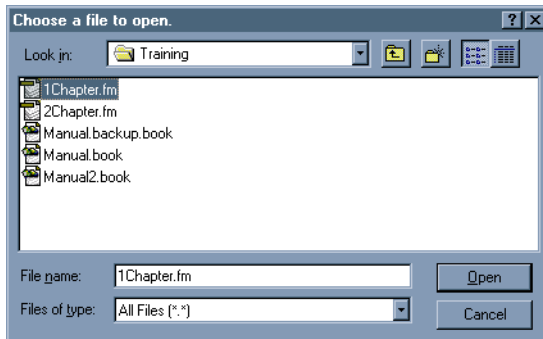 Choose a file to open.
Look in: Training
1Chapter.fm
2Chapter.fm
Manual.backup.book
Manual.book
Manual2.book
File name: 1Chapter.fm Open
Files of type: All Files (*.*) Cancel